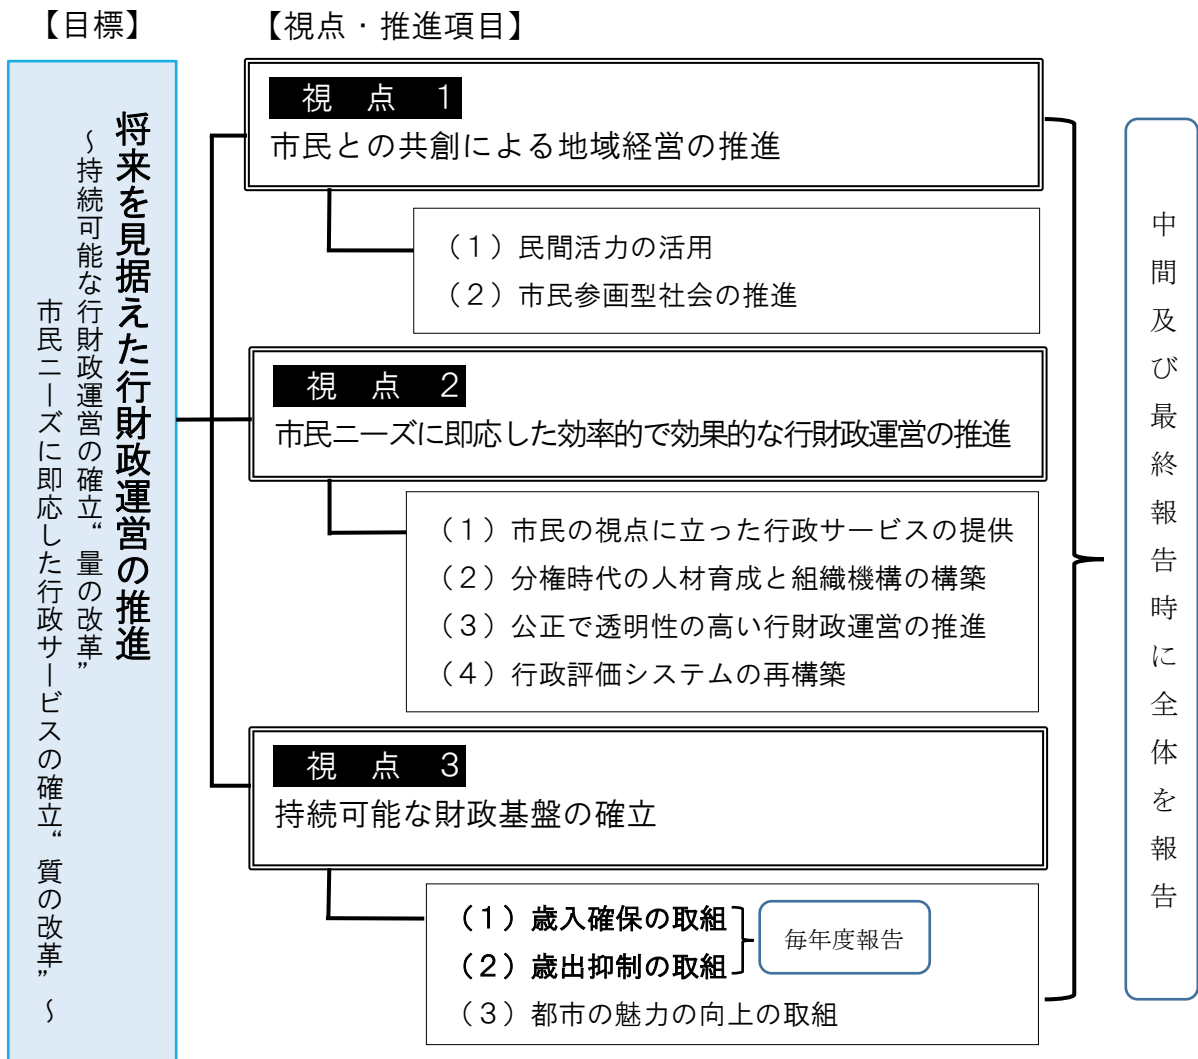 【目標】
【視点・推進項目】
将来を見据えた行財政運営の推進
～持続可能な行財政運営の確立“量の改革”
市民ニーズに即応した行政サービスの確立“質の改革”～
視点１
市民との共創による地域経営の推進
（１）民間活力の活用
（２）市民参画型社会の推進
視点２
市民ニーズに即応した効率的で効果的な行財政運営の推進
（１）市民の視点に立った行政サービスの提供
（２）分権時代の人材育成と組織機構の構築
（３）公正で透明性の高い行財政運営の推進
（４）行政評価システムの再構築
視点３
持続可能な財政基盤の確立
（１）歳入確保の取組
（２）歳出抑制の取組
毎年度報告
（３）都市の魅力の向上の取組
中間及び最終報告時に全体を報告